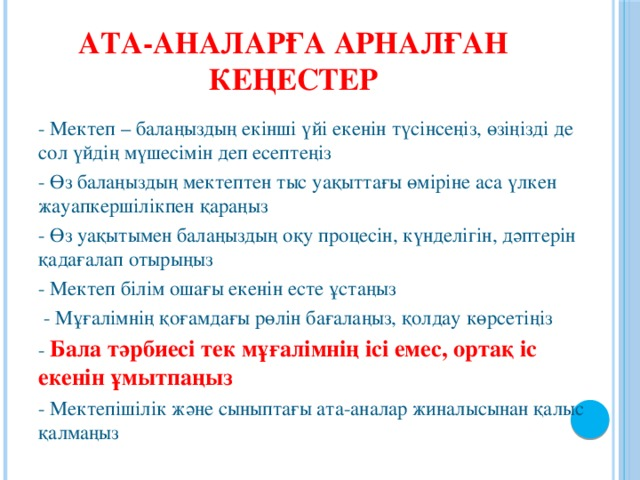 АТА-АНАЛАРҒА АРНАЛҒАН
КЕҢЕСТЕР
- Мектеп – балаңыздың екінші үйі екенін түсінсеңіз, өзіңізді де
сол үйдің мүшесімін деп есептеңіз
- Өз балаңыздың мектептен тыс уақыттағы өміріне аса үлкен
жауапкершілікпен қараңыз
- Өз уақытымен балаңыздың оқу процесін, күнделігін, дәптерін
қадағалап отырыңыз
- Мектеп білім ошағы екенін есте ұстаңыз
- Мұғалімнің қоғамдағы рөлін бағалаңыз, қолдау көрсетіңіз
- Бала тәрбиесі тек мұғалімнің ісі емес, ортақ іс
екенін ұмытпаңыз
- Мектепішілік және сыныптағы ата-аналар жиналысынан қалыс
қалмаңыз